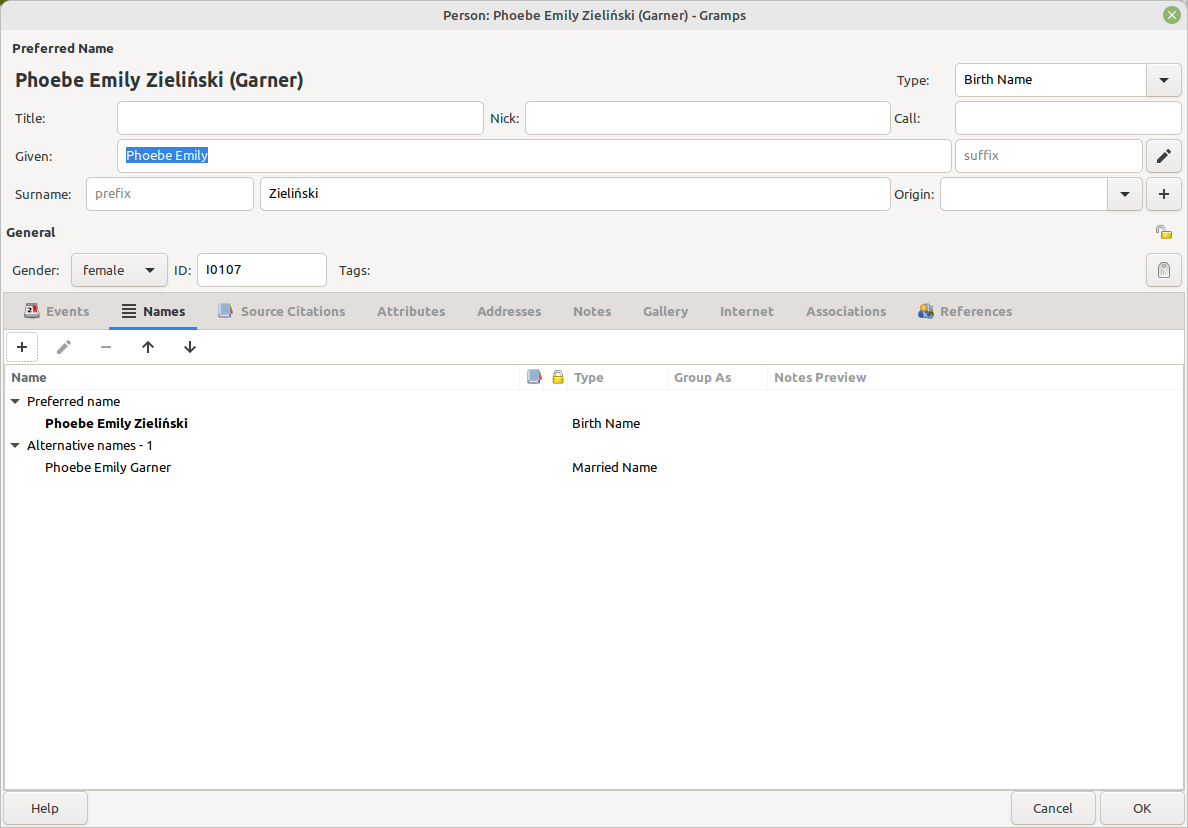 Person: Phoebe Emily Zieliński (Garner) - Gramps
Preferred Name
Phoebe Emily Zieliński (Garner)
Type: Birth Name
Title: Nick: Call:
Given: Phoebe Emily suffix
Surname: prefix Zieliński Origin:
General
Gender: female ID: I0107 Tags:
Events Names Source Citations Attributes Addresses Notes Gallery Internet Associations References
Name Type Group As Notes Preview
Preferred name
Phoebe Emily Zieliński Birth Name
Alternative names - 1
Phoebe Emily Garner Married Name
Help Cancel OK